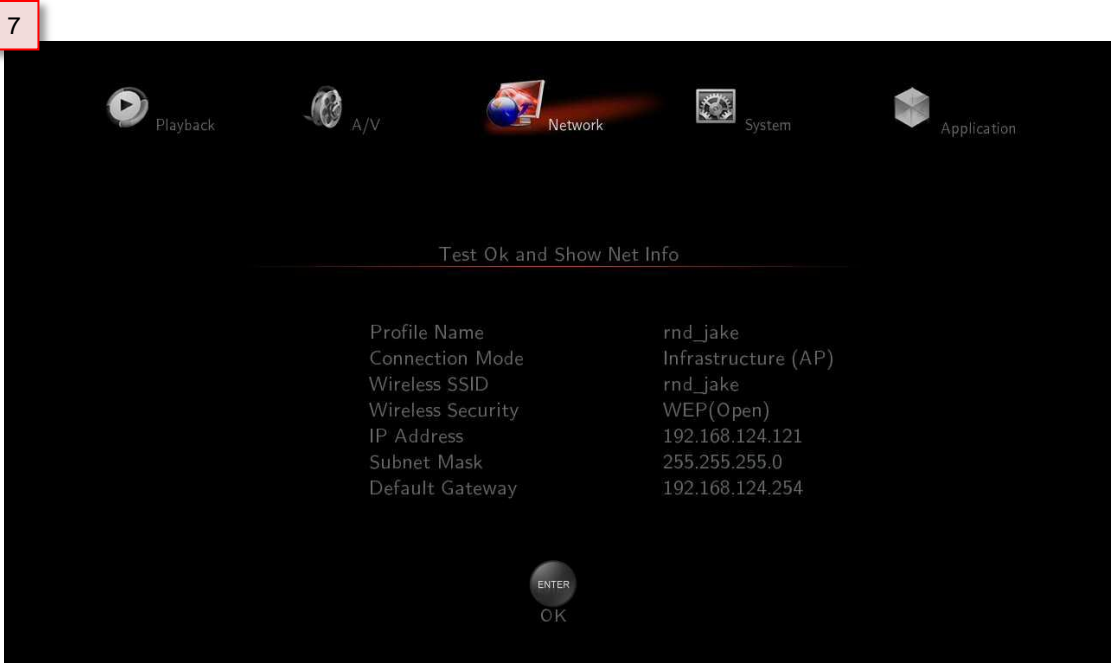 7
Playback
A/V
Network
System
Application
Test Ok and Show Net Info
Profile Name rnd_jake
Connection Mode Infrastructure (AP)
Wireless SSID rnd_jake
Wireless Security WEP(Open)
IP Address 192.168.124.121
Subnet Mask 255.255.255.0
Default Gateway 192.168.124.254
ENTER
OK